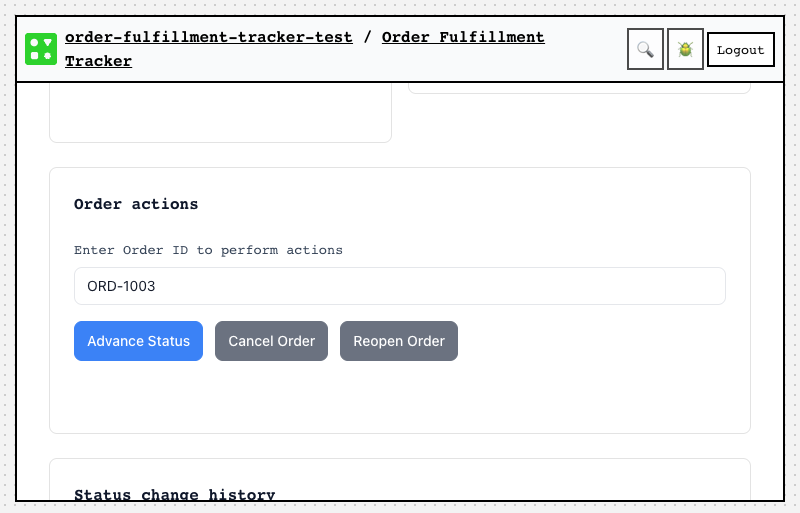 order-fulfillment-tracker-test / Order Fulfillment
Tracker
Logout
Order actions
Enter Order ID to perform actions
ORD-1003
Advance Status
Cancel Order
Reopen Order
Status change history